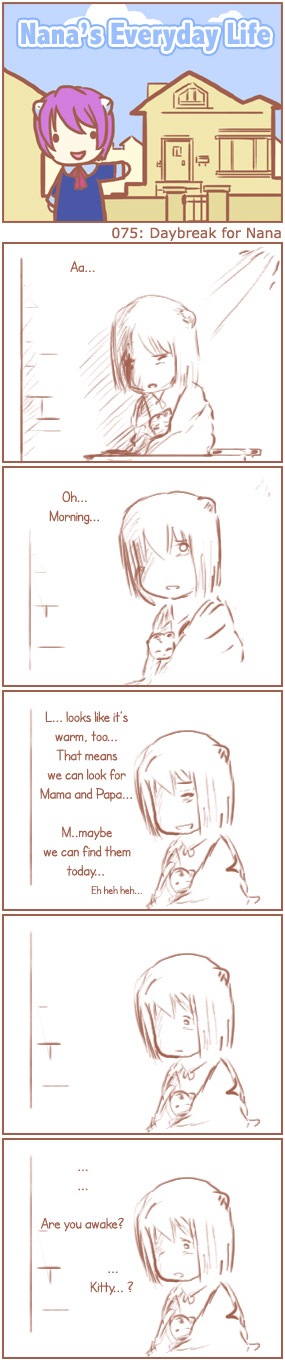 Nana's Everyday Life
075: Daybreak for Nana
Aa...
Oh...
Morning...
L... looks like it's
warm, too...
That means
we can look for
Mama and Papa...
M..maybe
we can find them
today...
Eh heh heh...
...
...
Are you awake?
...
Kitty... ?